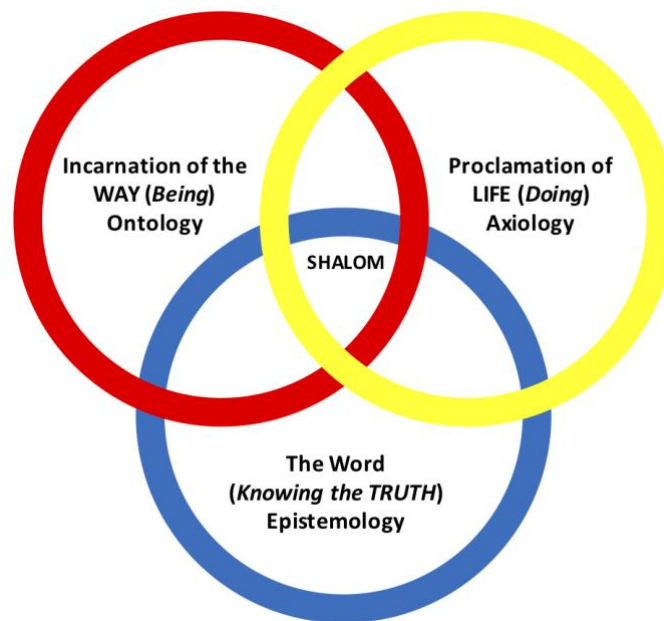 Incarnation of the
WAY (Being)
Ontology
Proclamation of
LIFE (Doing)
Axiology
SHALOM
The Word
(Knowing the TRUTH)
Epistemology